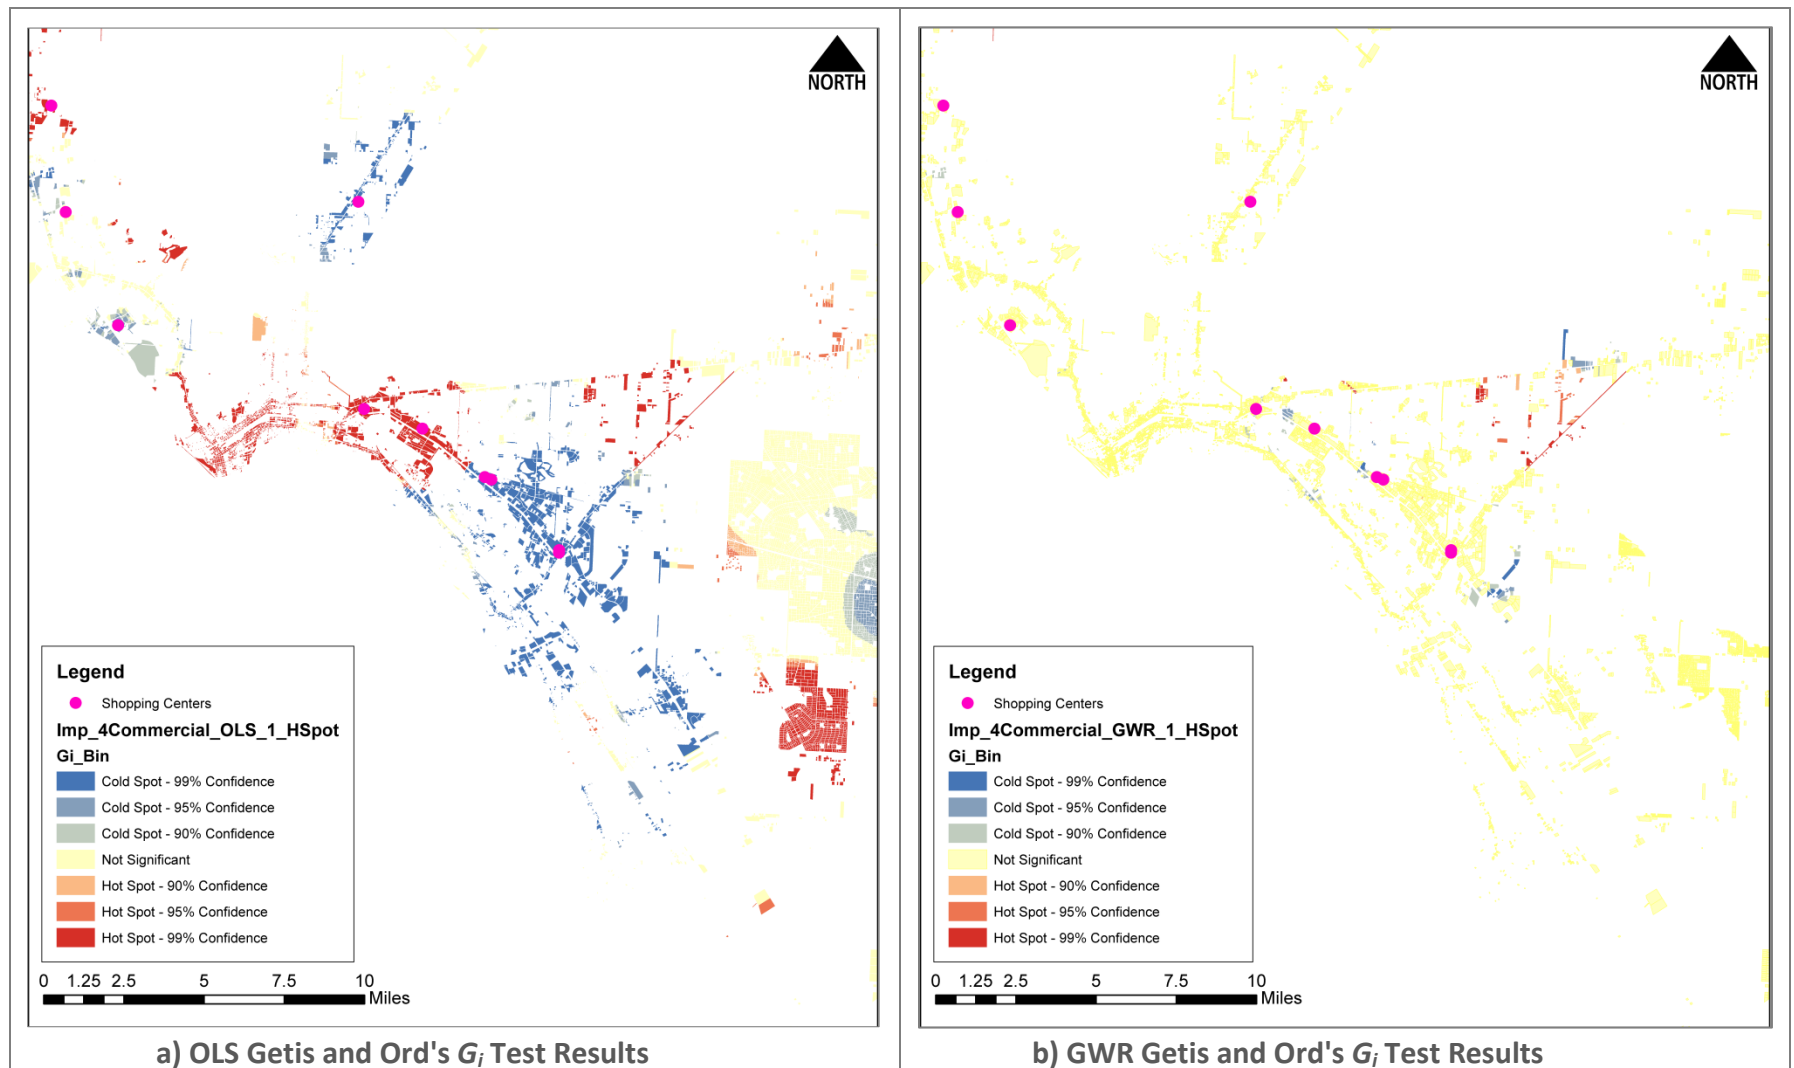 NORTH
Legend
Shopping Centers
Imp_4Commercial_OLS_1_HSpot
Gi_Bin
Cold Spot - 99% Confidence
Cold Spot - 95% Confidence
Cold Spot - 90% Confidence
Not Significant
Hot Spot - 90% Confidence
Hot Spot - 95% Confidence
Hot Spot - 99% Confidence
0 1.25 2.5 5 7.5 10
Miles
a) OLS Getis and Ord's Gi Test Results
NORTH
Legend
Shopping Centers
Imp_4Commercial_GWR_1_HSpot
Gi_Bin
Cold Spot - 99% Confidence
Cold Spot - 95% Confidence
Cold Spot - 90% Confidence
Not Significant
Hot Spot - 90% Confidence
Hot Spot - 95% Confidence
Hot Spot - 99% Confidence
0 1.25 2.5 5 7.5 10
Miles
b) GWR Getis and Ord's Gi Test Results